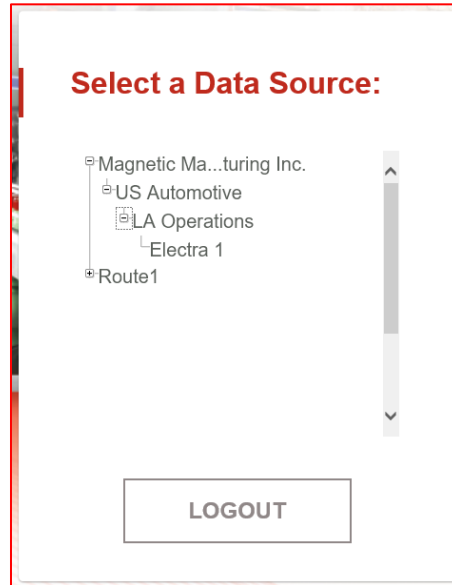 Select a Data Source:
Magnetic Ma...turing Inc.
US Automotive
LA Operations
Electra 1
Route1
LOGOUT